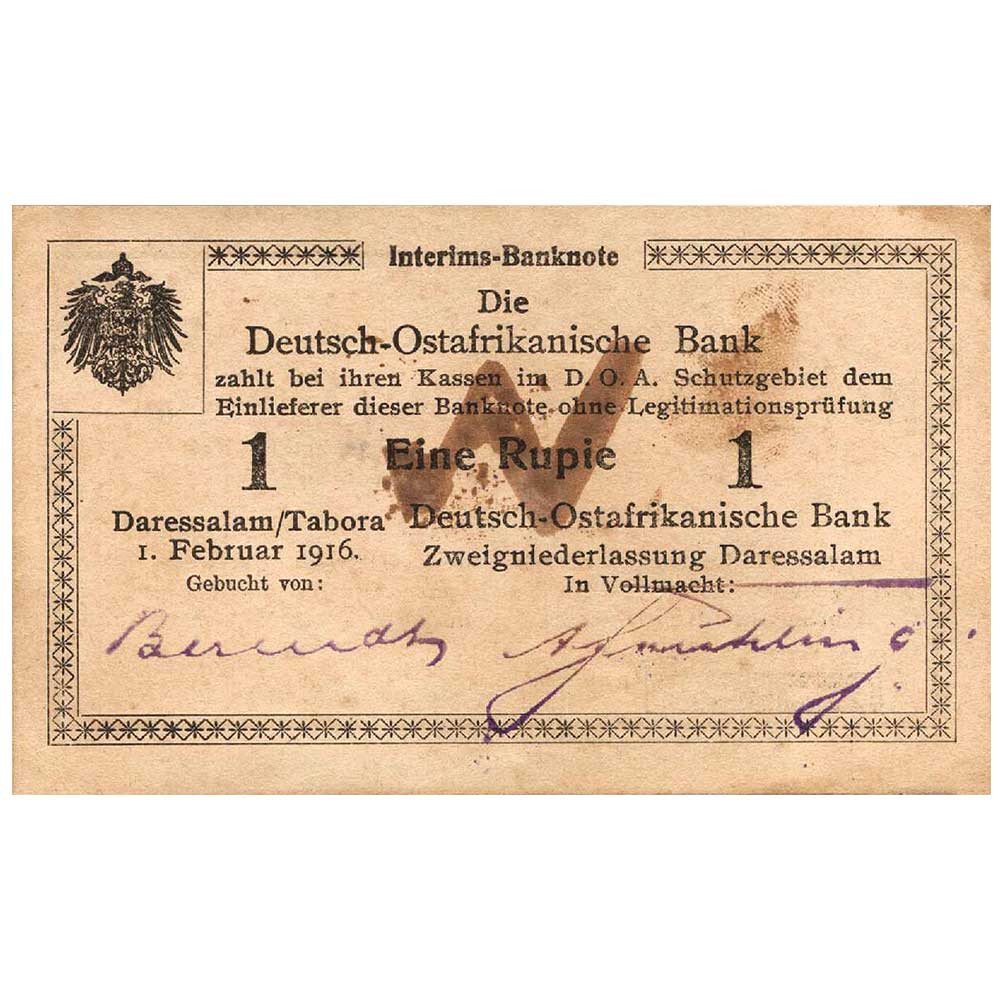 Interims-Banknote
Die
Deutsch-Ostafrikanische Bank
zahlt bei ihren Kassen im D. O. A. Schutzgebiet dem
Einlieferer dieser Banknote ohne Legitimationsprüfung
1 Eine Rupie 1
Daressalam/Tabora Deutsch-Ostafrikanische Bank
1. Februar 1916. Zweigniederlassung Daressalam
Gebucht von: In Vollmacht:
Berendt